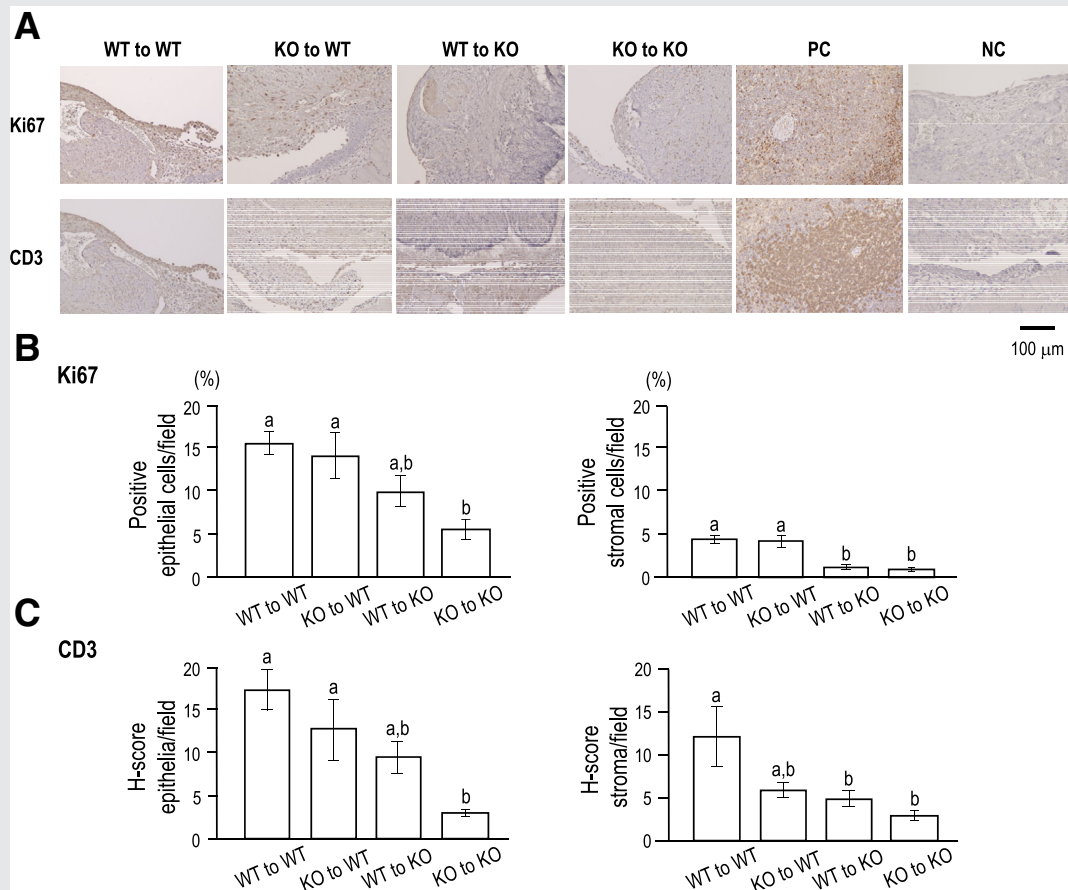 A
WT to WT KO to WT WT to KO KO to KO PC NC
Ki67
CD3
100 μm
B
Ki67
(%)
20
15
10
5
0
Positive
epithelial cells/field
a a a,b b
WT to WT KO to WT WT to KO KO to KO
(%)
20
15
10
5
0
Positive
stromal cells/field
a a b b
WT to WT KO to WT WT to KO KO to KO
C
CD3
20
15
10
5
0
H-score
epithelia/field
a a a,b b
WT to WT KO to WT WT to KO KO to KO
20
15
10
5
0
H-score
stroma/field
a a,b b b
WT to WT KO to WT WT to KO KO to KO